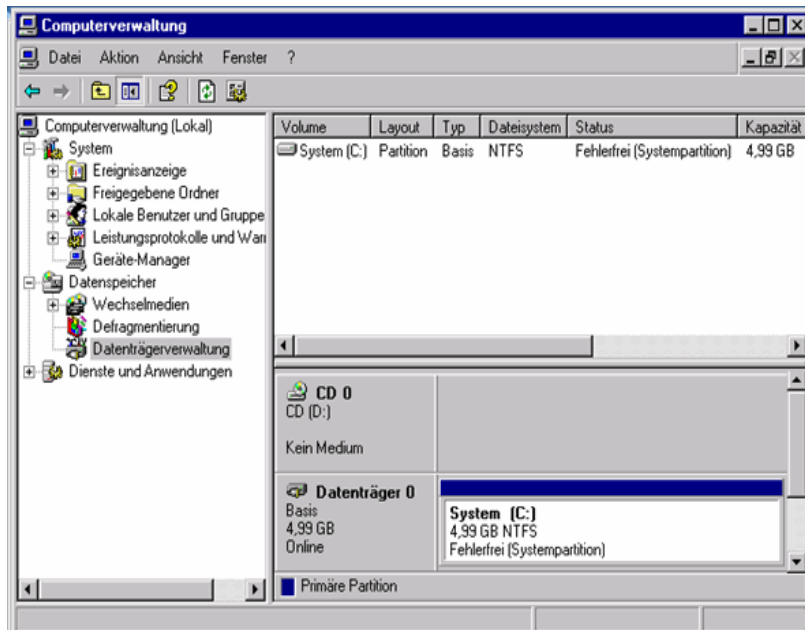 Computerverwaltung
Datei Aktion Ansicht Fenster ?
Computerverwaltung (Lokal)
System
Ereignisanzeige
Freigegebene Ordner
Lokale Benutzer und Gruppe
Leistungsprotokolle und Warn
Geräte-Manager
Datenspeicher
Wechselmedien
Defragmentierung
Datenträgerverwaltung
Dienste und Anwendungen
Volume Layout Typ Dateisystem Status Kapazität
System (C:) Partition Basis NTFS Fehlerfrei (Systempartition) 4,99 GB
CD 0
CD (D:)
Kein Medium
Datenträger 0
Basis
4,99 GB
Online
System (C:)
4,99 GB NTFS
Fehlerfrei (Systempartition)
Primäre Partition